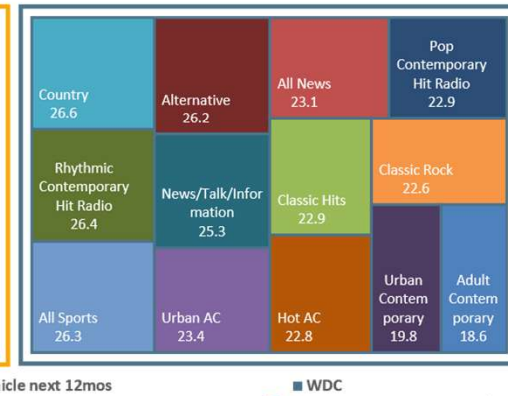 Country
26.6
Rhythmic
Contemporary
Hit Radio
26.4
All Sports
26.3
Alternative
26.2
News/Talk/Infor
mation
25.3
Urban AC
23.4
All News
23.1
Pop
Contemporary
Hit Radio
22.9
Classic Hits
22.9
Classic Rock
22.6
Hot AC
22.8
Urban
Contem
porary
19.8
Adult
Contem
porary
18.6
next 12mos
WDC